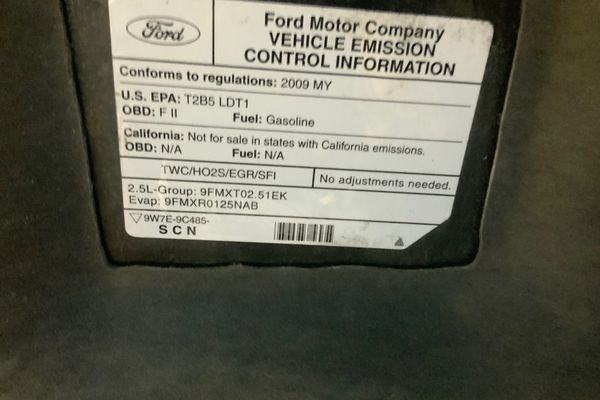 Ford
Ford Motor Company
VEHICLE EMISSION
CONTROL INFORMATION
Conforms to regulations: 2009 MY
U.S. EPA: T2B5 LDT1
OBD: F II Fuel: Gasoline
California: Not for sale in states with California emissions.
OBD: N/A Fuel: N/A
TWC/HO2S/EGR/SFI No adjustments needed.
2.5L-Group: 9FMXT02.51EK
Evap: 9FMXR0125NAB
9W7E-9C485-
SCN